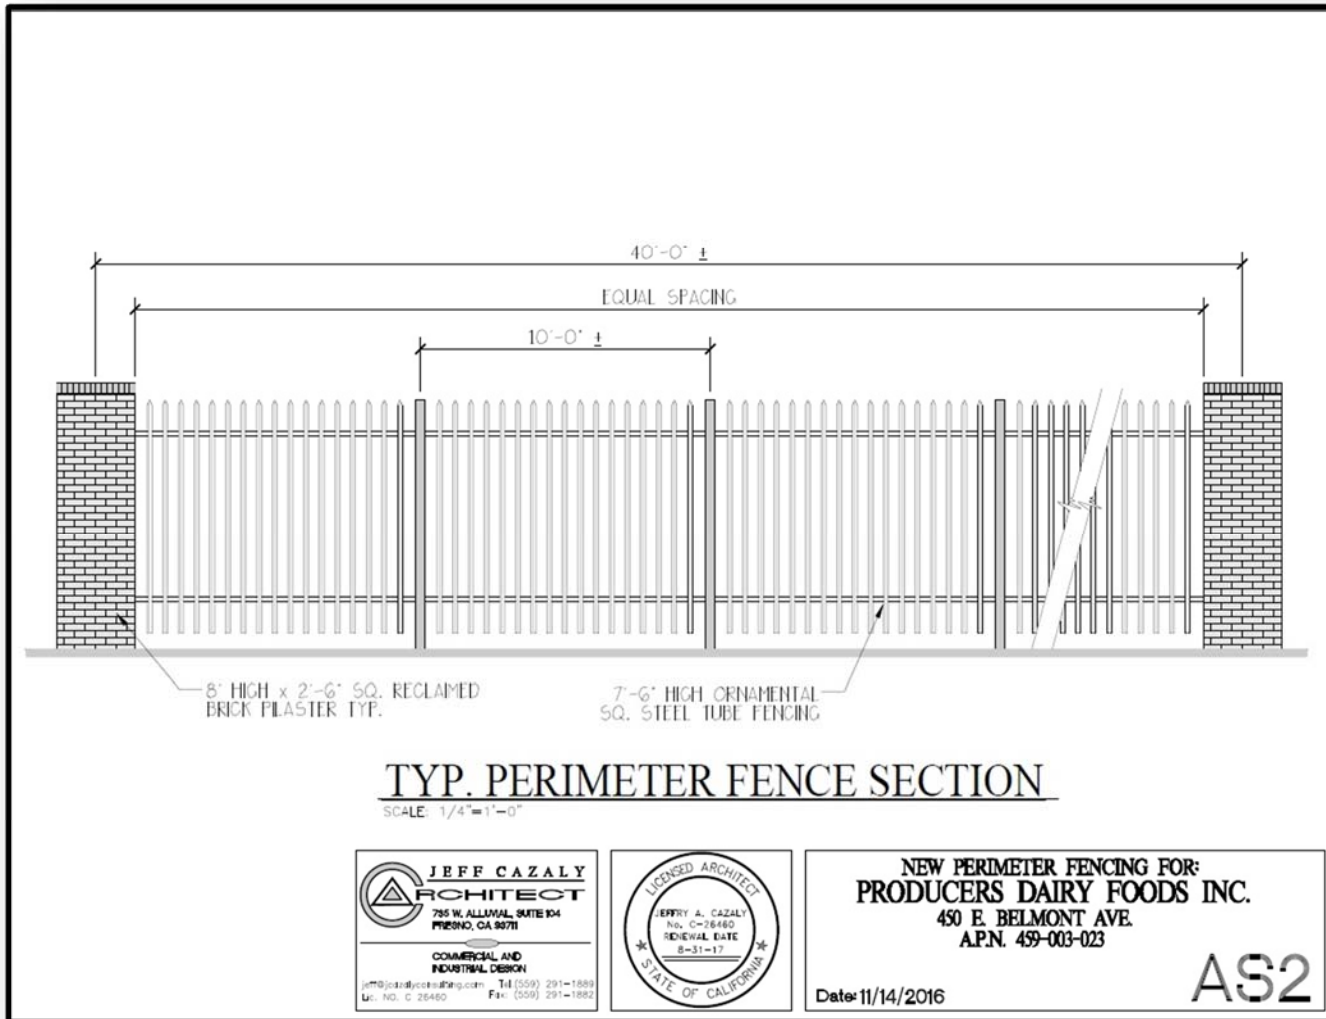 40'-0" ±
EQUAL SPACING
10'-0" ±
8' HIGH x 2'-6" SQ. RECLAIMED
BRICK PILASTER TYP.
7'-6" HIGH ORNAMENTAL
SQ. STEEL TUBE FENCING
TYP. PERIMETER FENCE SECTION
SCALE: 1/4"=1'-0"
JEFF CAZALY
ARCHITECT
735 W. ALLUVIAL, SUITE 104
FRESNO, CA 93711
COMMERCIAL AND
INDUSTRIAL DESIGN
Tel:(559) 291-1889
Lic. NO. C 26460 Fax: (559) 291-1882
LICENSED ARCHITECT
JEFFRY A. CAZALY
No. C-26460
RENEWAL DATE
8-31-17
STATE OF CALIFORNIA
NEW PERIMETER FENCING FOR:
PRODUCERS DAIRY FOODS INC.
450 E. BELMONT AVE.
A.P.N. 459-003-023
Date: 11/14/2016
AS2